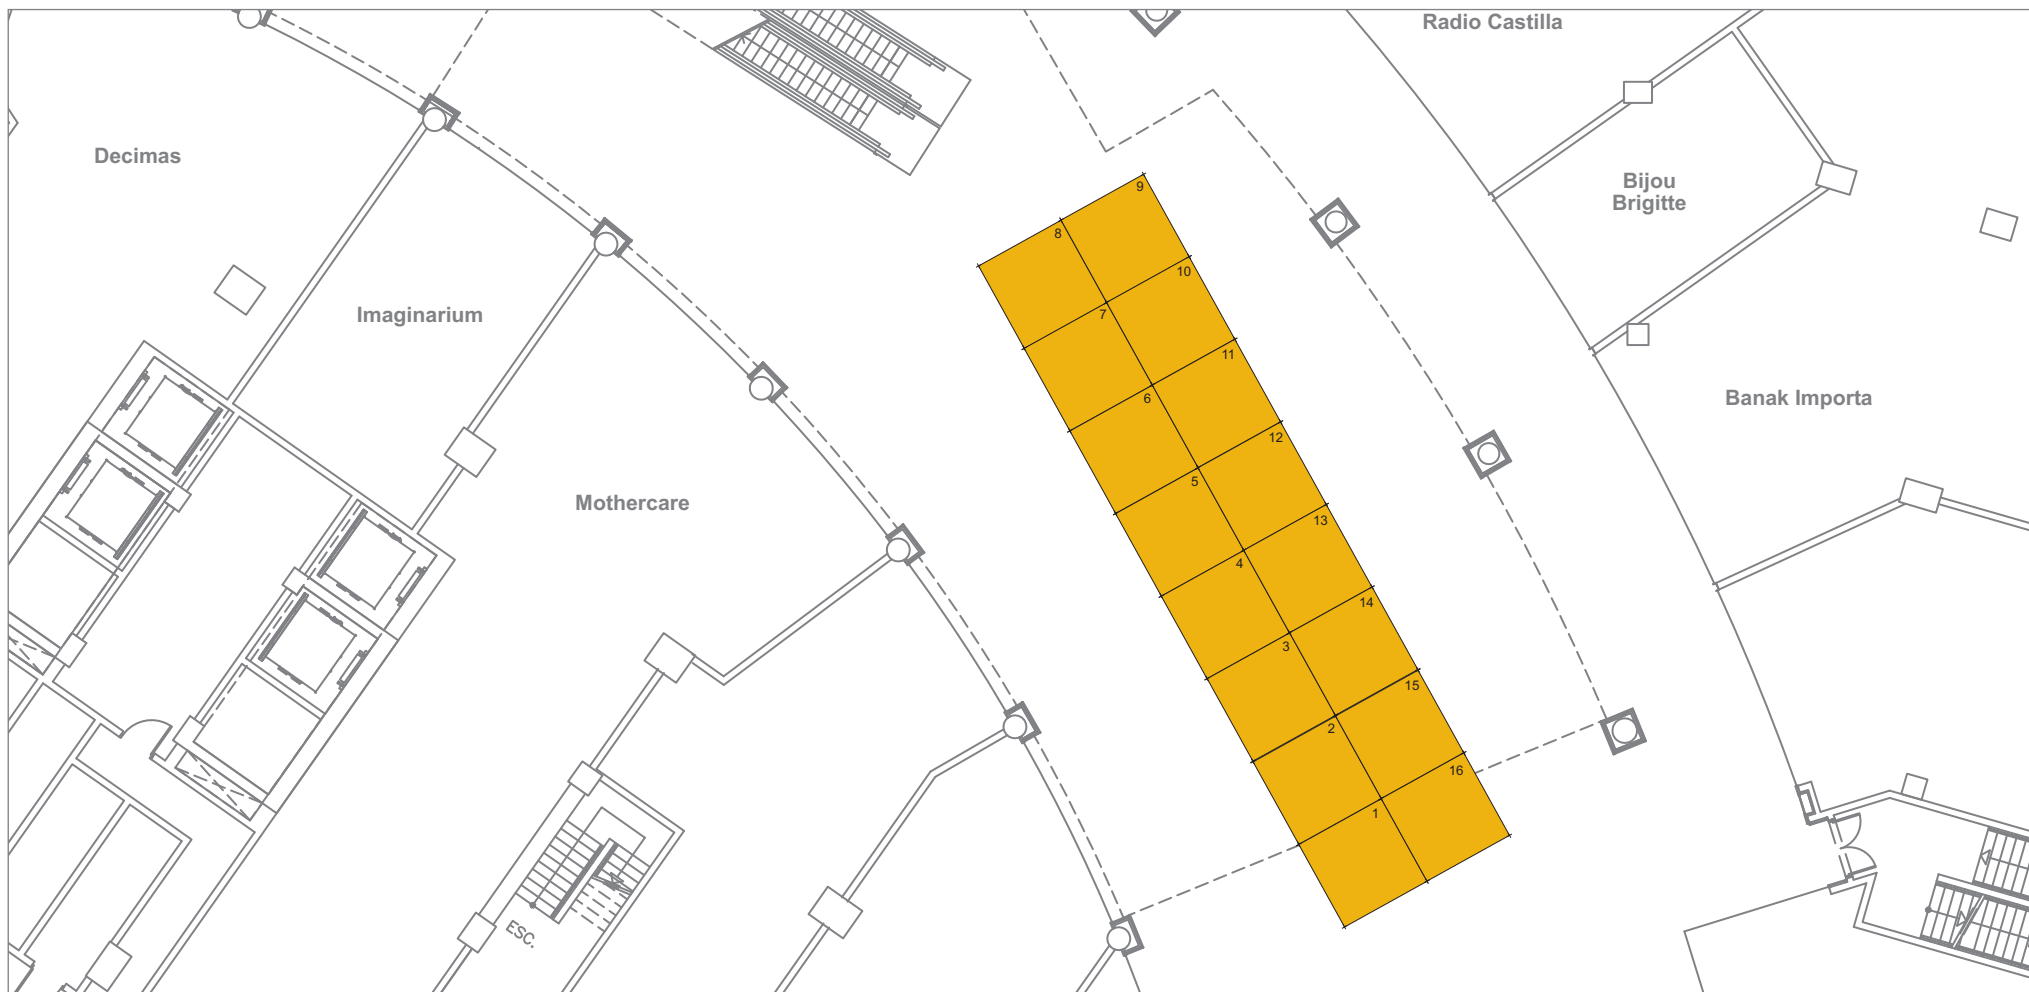 Radio Castilla
Decimas
Bijou
Brigitte
Imaginarium
Banak Importa
Mothercare
ESC.
9
8
10
7
11
6
12
5
13
4
14
3
15
2
16
1